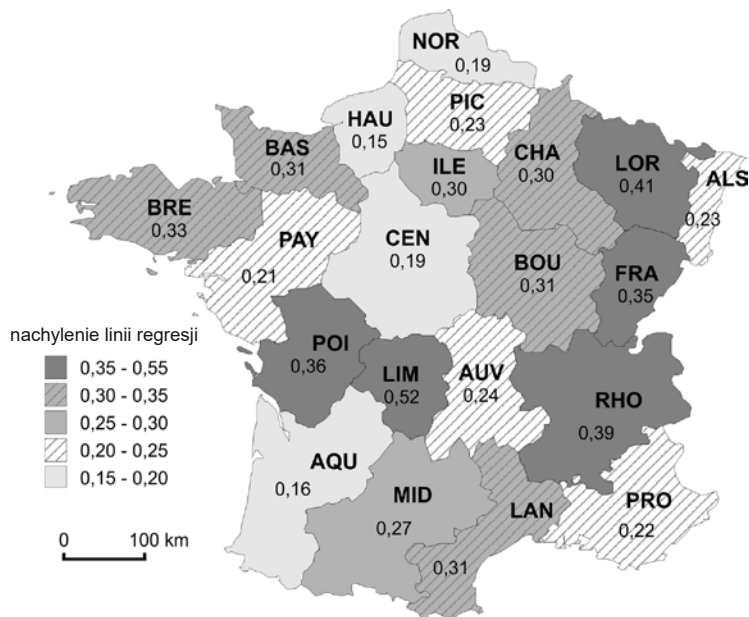 NOR
0,19
PIC
0,23
HAU
0,15
BAS
0,31
ILE
0,30
CHA
0,30
LOR
0,41
ALS
0,23
BRE
0,33
PAY
0,21
CEN
0,19
BOU
0,31
FRA
0,35
nachylenie linii regresji
0,35 - 0,55
0,30 - 0,35
0,25 - 0,30
0,20 - 0,25
0,15 - 0,20
0 100 km
POI
0,36
LIM
0,52
AUV
0,24
RHO
0,39
AQU
0,16
MID
0,27
LAN
0,31
PRO
0,22